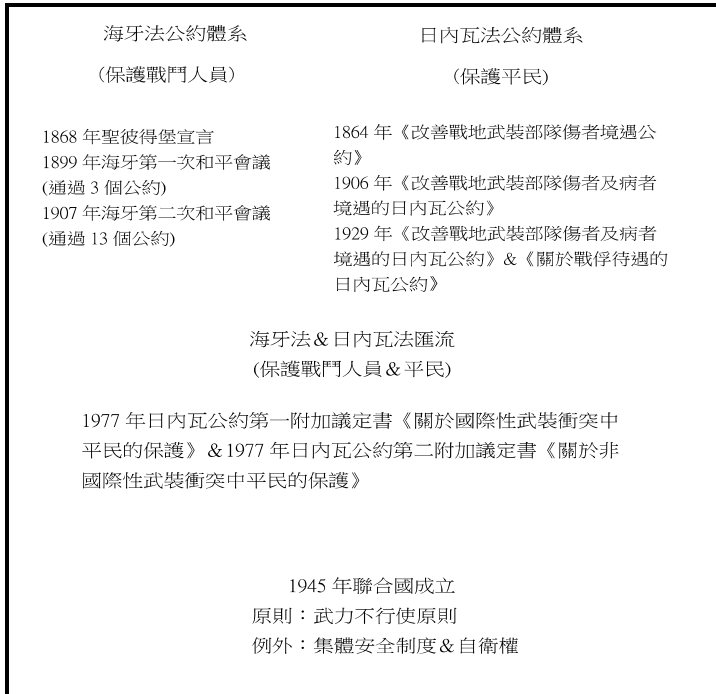 海牙法公約體系
(保護戰鬥人員)
1868 年聖彼得堡宣言
1899 年海牙第一次和平會議
(通過 3 個公約)
1907 年海牙第二次和平會議
(通過 13 個公約)
日內瓦法公約體系
(保護平民)
1864 年《改善戰地武裝部隊傷者境遇公
約》
1906 年《改善戰地武裝部隊傷者及病者
境遇的日內瓦公約》
1929 年《改善戰地武裝部隊傷者及病者
境遇的日內瓦公約》&《關於戰俘待遇的
日內瓦公約》
海牙法&日內瓦法匯流
(保護戰鬥人員&平民)
1977 年日內瓦公約第一附加議定書《關於國際性武裝衝突中
平民的保護》&1977 年日內瓦公約第二附加議定書《關於非
國際性武裝衝突中平民的保護》
1945 年聯合國成立
原則：武力不行使原則
例外：集體安全制度&自衛權